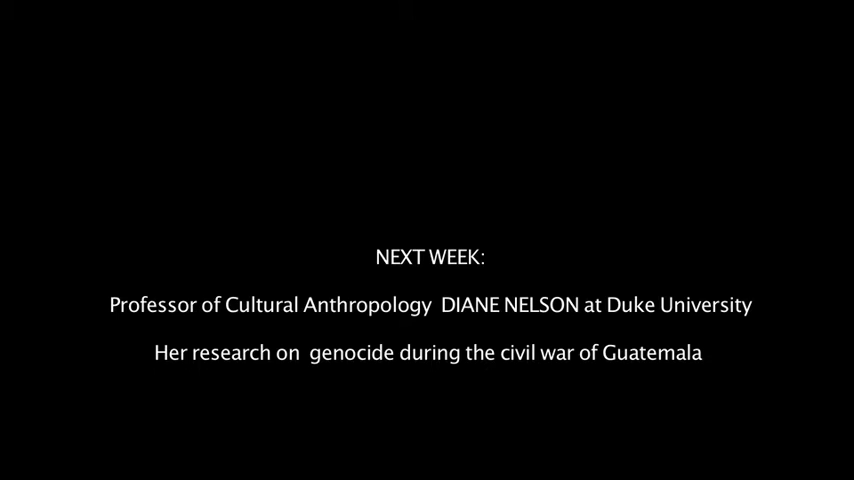 NEXT WEEK:
Professor of Cultural Anthropology DIANE NELSON at Duke University
Her research on genocide during the civil war of Guatemala